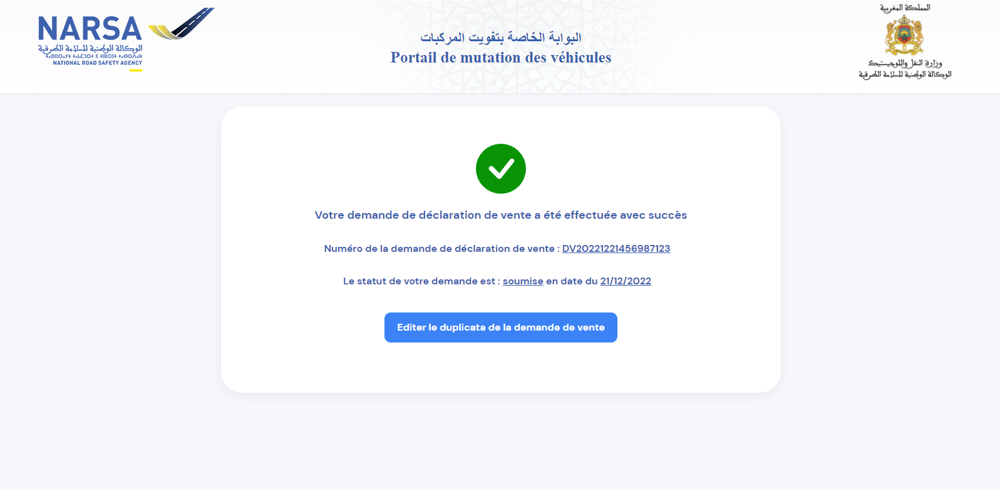 NARSA
الوكالة الوطنية للسلامة الطرقية
NATIONAL ROAD SAFETY AGENCY
البوابة الخاصة بتفويت المركبات
Portail de mutation des véhicules
المملكة المغربية
وزارة النقل واللوجيستيك
الوكالة الوطنية للسلامة الطرقية
Votre demande de déclaration de vente a été effectuée avec succès
Numéro de la demande de déclaration de vente : DV20221221456987123
Le statut de votre demande est : soumise en date du 21/12/2022
Editer le duplicata de la demande de vente